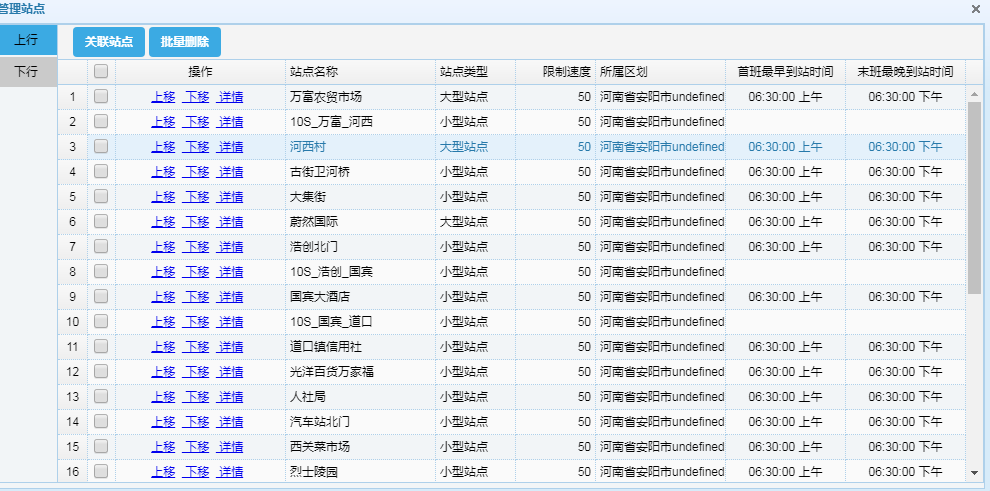 管理站点
上行
下行
关联站点 批量删除
操作 站点名称 站点类型 限制速度 所属区划 首班最早到站时间 末班最晚到站时间
1 上移 下移 详情 万富农贸市场 大型站点 50 河南省安阳市undefined 06:30:00 上午 06:30:00 下午
2 上移 下移 详情 10S_万富_河西 小型站点 50 河南省安阳市undefined
3 上移 下移 详情 河西村 大型站点 50 河南省安阳市undefined 06:30:00 上午 06:30:00 下午
4 上移 下移 详情 古街卫河桥 小型站点 50 河南省安阳市undefined 06:30:00 上午 06:30:00 下午
5 上移 下移 详情 大集街 小型站点 50 河南省安阳市undefined 06:30:00 上午 06:30:00 下午
6 上移 下移 详情 蔚然国际 大型站点 50 河南省安阳市undefined 06:30:00 上午 06:30:00 下午
7 上移 下移 详情 浩创北门 小型站点 50 河南省安阳市undefined 06:30:00 上午 06:30:00 下午
8 上移 下移 详情 10S_浩创_国宾 小型站点 50 河南省安阳市undefined
9 上移 下移 详情 国宾大酒店 小型站点 50 河南省安阳市undefined 06:30:00 上午 06:30:00 下午
10 上移 下移 详情 10S_国宾_道口 小型站点 50 河南省安阳市undefined
11 上移 下移 详情 道口镇信用社 小型站点 50 河南省安阳市undefined 06:30:00 上午 06:30:00 下午
12 上移 下移 详情 光洋百货万家福 小型站点 50 河南省安阳市undefined 06:30:00 上午 06:30:00 下午
13 上移 下移 详情 人社局 小型站点 50 河南省安阳市undefined 06:30:00 上午 06:30:00 下午
14 上移 下移 详情 汽车站北门 小型站点 50 河南省安阳市undefined 06:30:00 上午 06:30:00 下午
15 上移 下移 详情 西关菜市场 小型站点 50 河南省安阳市undefined 06:30:00 上午 06:30:00 下午
16 上移 下移 详情 烈士陵园 小型站点 50 河南省安阳市undefined 06:30:00 上午 06:30:00 下午